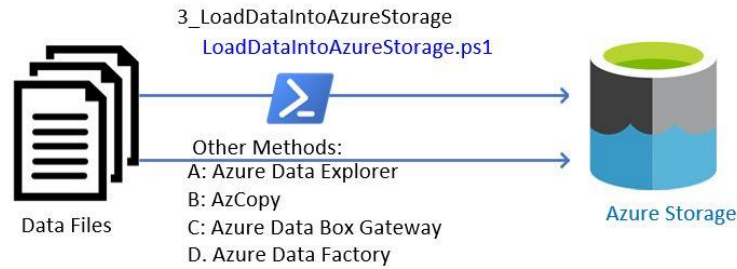 3_LoadDataIntoAzureStorage
LoadDataIntoAzureStorage.ps1
Other Methods:
A: Azure Data Explorer
B: AzCopy
C: Azure Data Box Gateway
D. Azure Data Factory
Data Files
Azure Storage